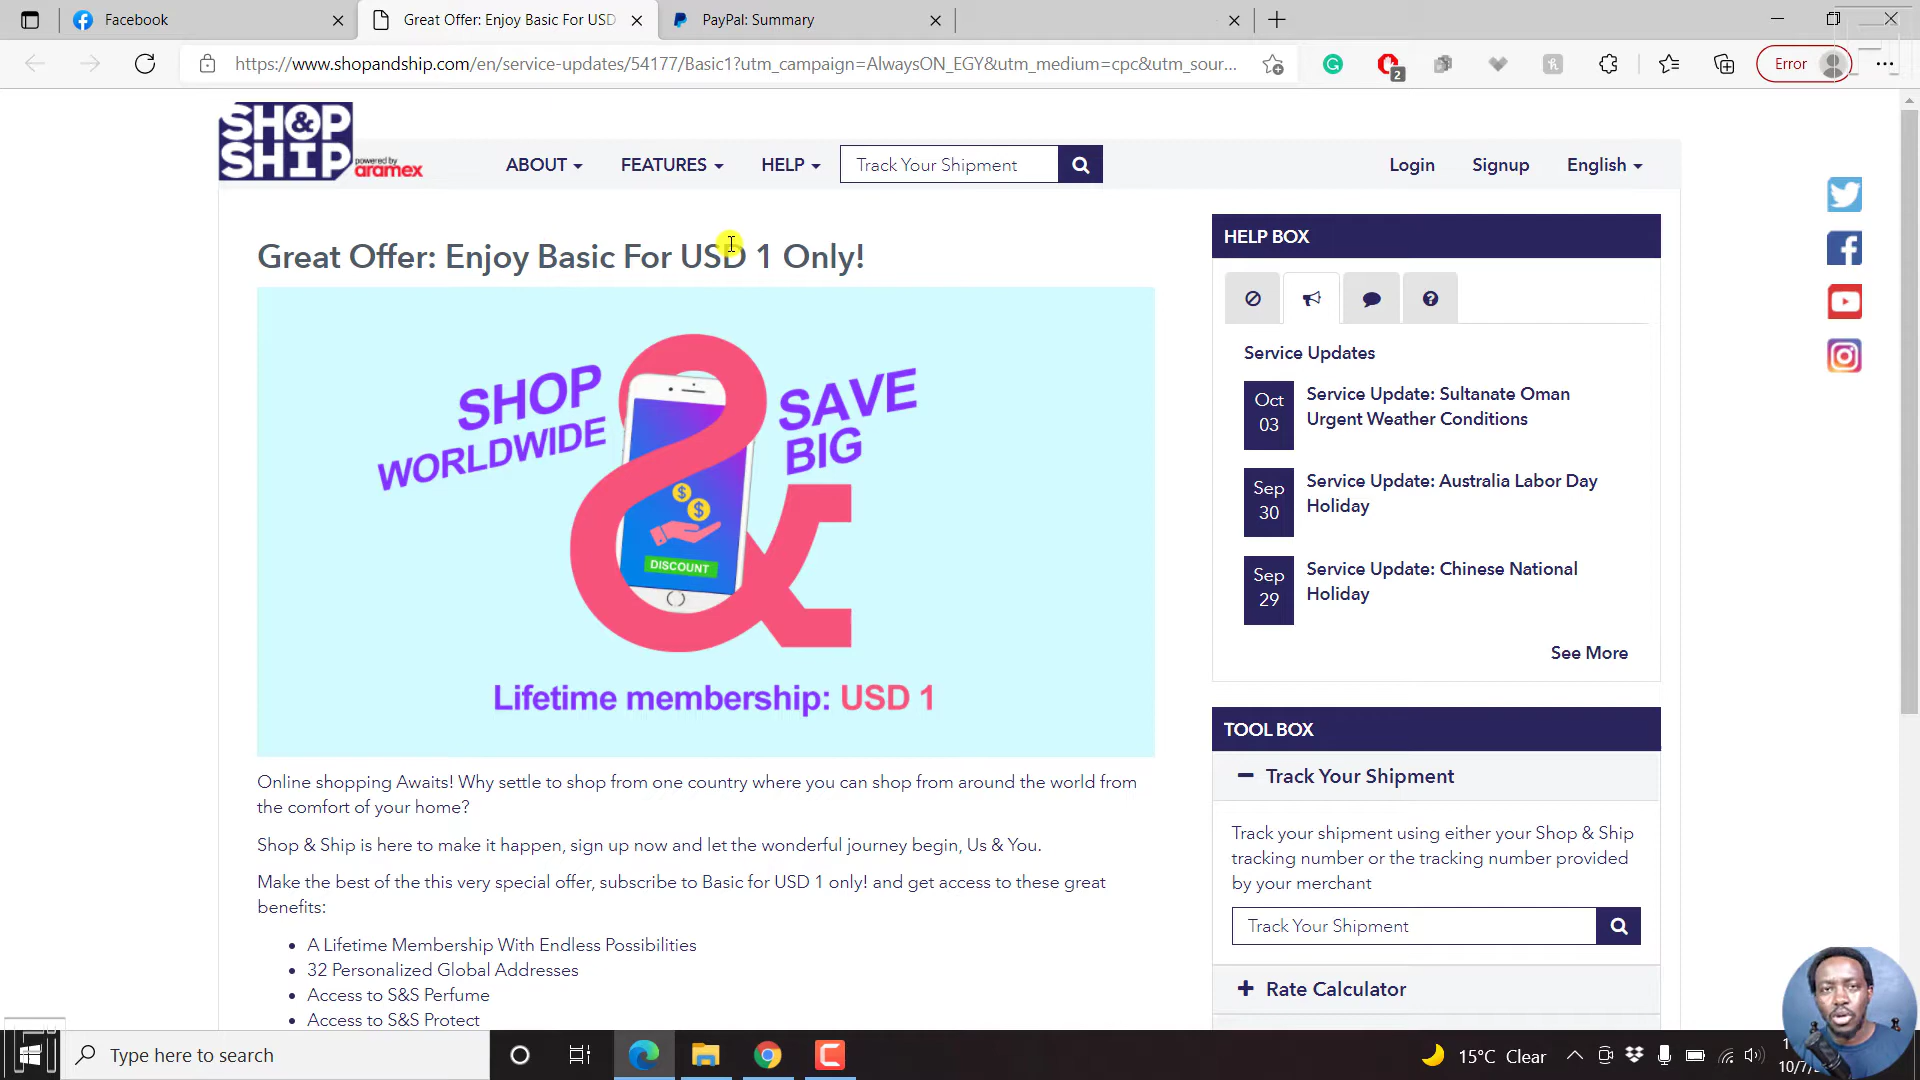 Facebook
Great Offer: Enjoy Basic For USD
PayPal: Summary
https://www.shopandship.com/en/service-updates/54177/Basic1?utm_campaign=AlwaysON_EGY&utm_medium=cpc&utm_sour...
2
Error
SH&P
SHIP
powered by
aramex
ABOUT
FEATURES
HELP
Track Your Shipment
Login
Signup
English
Great Offer: Enjoy Basic For USD 1 Only!
SHOP
WORLDWIDE
&
SAVE
BIG
DISCOUNT
Lifetime membership: USD 1
Online shopping Awaits! Why settle to shop from one country where you can shop from around the world from
the comfort of your home?
Shop & Ship is here to make it happen, sign up now and let the wonderful journey begin, Us & You.
Make the best of the this very special offer, subscribe to Basic for USD 1 only! and get access to these great
benefits:
• A Lifetime Membership With Endless Possibilities
• 32 Personalized Global Addresses
• Access to S&S Perfume
• Access to S&S Protect
HELP BOX
Service Updates
Oct
03
Service Update: Sultanate Oman
Urgent Weather Conditions
Sep
30
Service Update: Australia Labor Day
Holiday
Sep
29
Service Update: Chinese National
Holiday
See More
TOOL BOX
Track Your Shipment
Track your shipment using either your Shop & Ship
tracking number or the tracking number provided
by your merchant
Track Your Shipment
Rate Calculator
Type here to search
15°C Clear